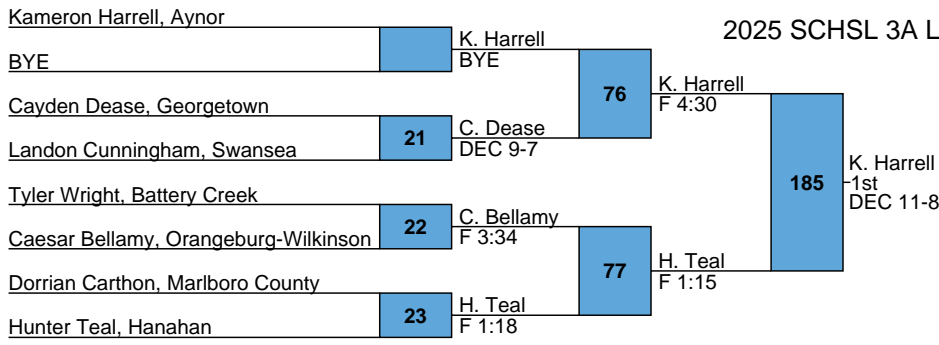 Kameron Harrell, Aynor
BYE
Cayden Dease, Georgetown
Landon Cunningham, Swansea
Tyler Wright, Battery Creek
Caesar Bellamy, Orangeburg-Wilkinson
Dorrian Carthon, Marlboro County
Hunter Teal, Hanahan
21
22
23
K. Harrell
BYE
C. Dease
DEC 9-7
C. Bellamy
F 3:34
H. Teal
F 1:18
76
77
K. Harrell
F 4:30
H. Teal
F 1:15
185
2025 SCHSL 3A L
K. Harrell
1st
DEC 11-8